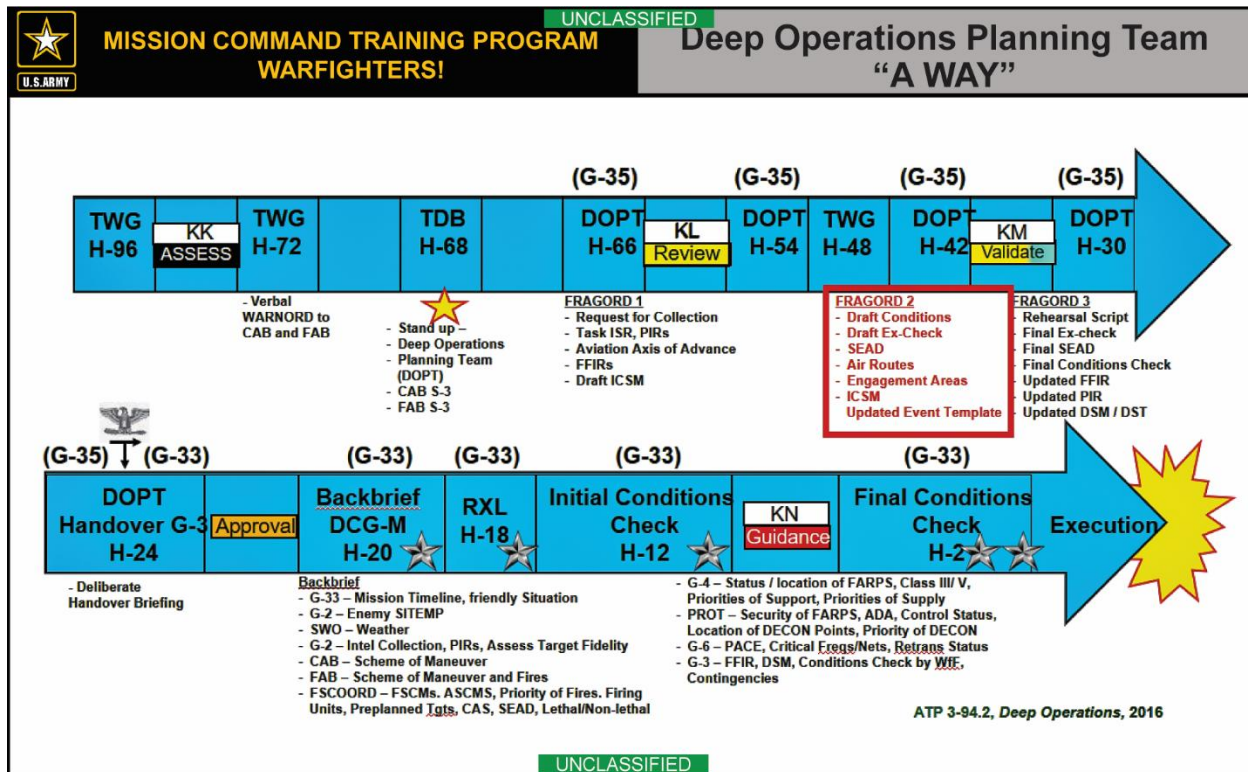 UNCLASSIFIED
U.S.ARMY
MISSION COMMAND TRAINING PROGRAM
WARFIGHTERS!
Deep Operations Planning Team
“A WAY”
(G-35)
(G-35)
(G-35)
(G-35)
TWG
H-96
KK
ASSESS
TWG
H-72
TDB
H-68
DOPT
H-66
KL
Review
DOPT
H-54
TWG
H-48
DOPT
H-42
KM
Validate
DOPT
H-30
- Verbal
WARNORD to
CAB and FAB
- Stand up –
- Deep Operations
- Planning Team
(DOPT)
- CAB S-3
- FAB S-3
FRAGORD 1
- Request for Collection
- Task ISR, PIRs
- Aviation Axis of Advance
- FFIRs
- Draft ICSM
FRAGORD 2
- Draft Conditions
- Draft Ex-Check
- SEAD
- Air Routes
- Engagement Areas
- ICSM
Updated Event Template
FRAGORD 3
- Rehearsal Script
- Final Ex-check
- Final SEAD
- Final Conditions Check
- Updated FFIR
- Updated PIR
- Updated DSM / DST
(G-35)
(G-33)
(G-33)
(G-33)
(G-33)
(G-33)
DOPT
Handover G-3
H-24
Approval
Backbrief
DCG-M
H-20
RXL
H-18
Initial Conditions
Check
H-12
KN
Guidance
Final Conditions
Check
H-2
Execution
- Deliberate
Handover Briefing
Backbrief
- G-33 – Mission Timeline, friendly Situation
- G-2 – Enemy SITEMP
- SWO – Weather
- G-2 – Intel Collection, PIRs, Assess Target Fidelity
- CAB – Scheme of Maneuver
- FAB – Scheme of Maneuver and Fires
- FSCOORD – FSCMs. ASCMS, Priority of Fires. Firing
Units, Preplanned Tgts, CAS, SEAD, Lethal/Non-lethal
- G-4 – Status / location of FARPS, Class III/ V,
Priorities of Support, Priorities of Supply
- PROT – Security of FARPS, ADA, Control Status,
Location of DECON Points, Priority of DECON
- G-6 – PACE, Critical Freqs/Nets, Retrans Status
- G-3 – FFIR, DSM, Conditions Check by WfF,
Contingencies
ATP 3-94.2, Deep Operations, 2016
UNCLASSIFIED